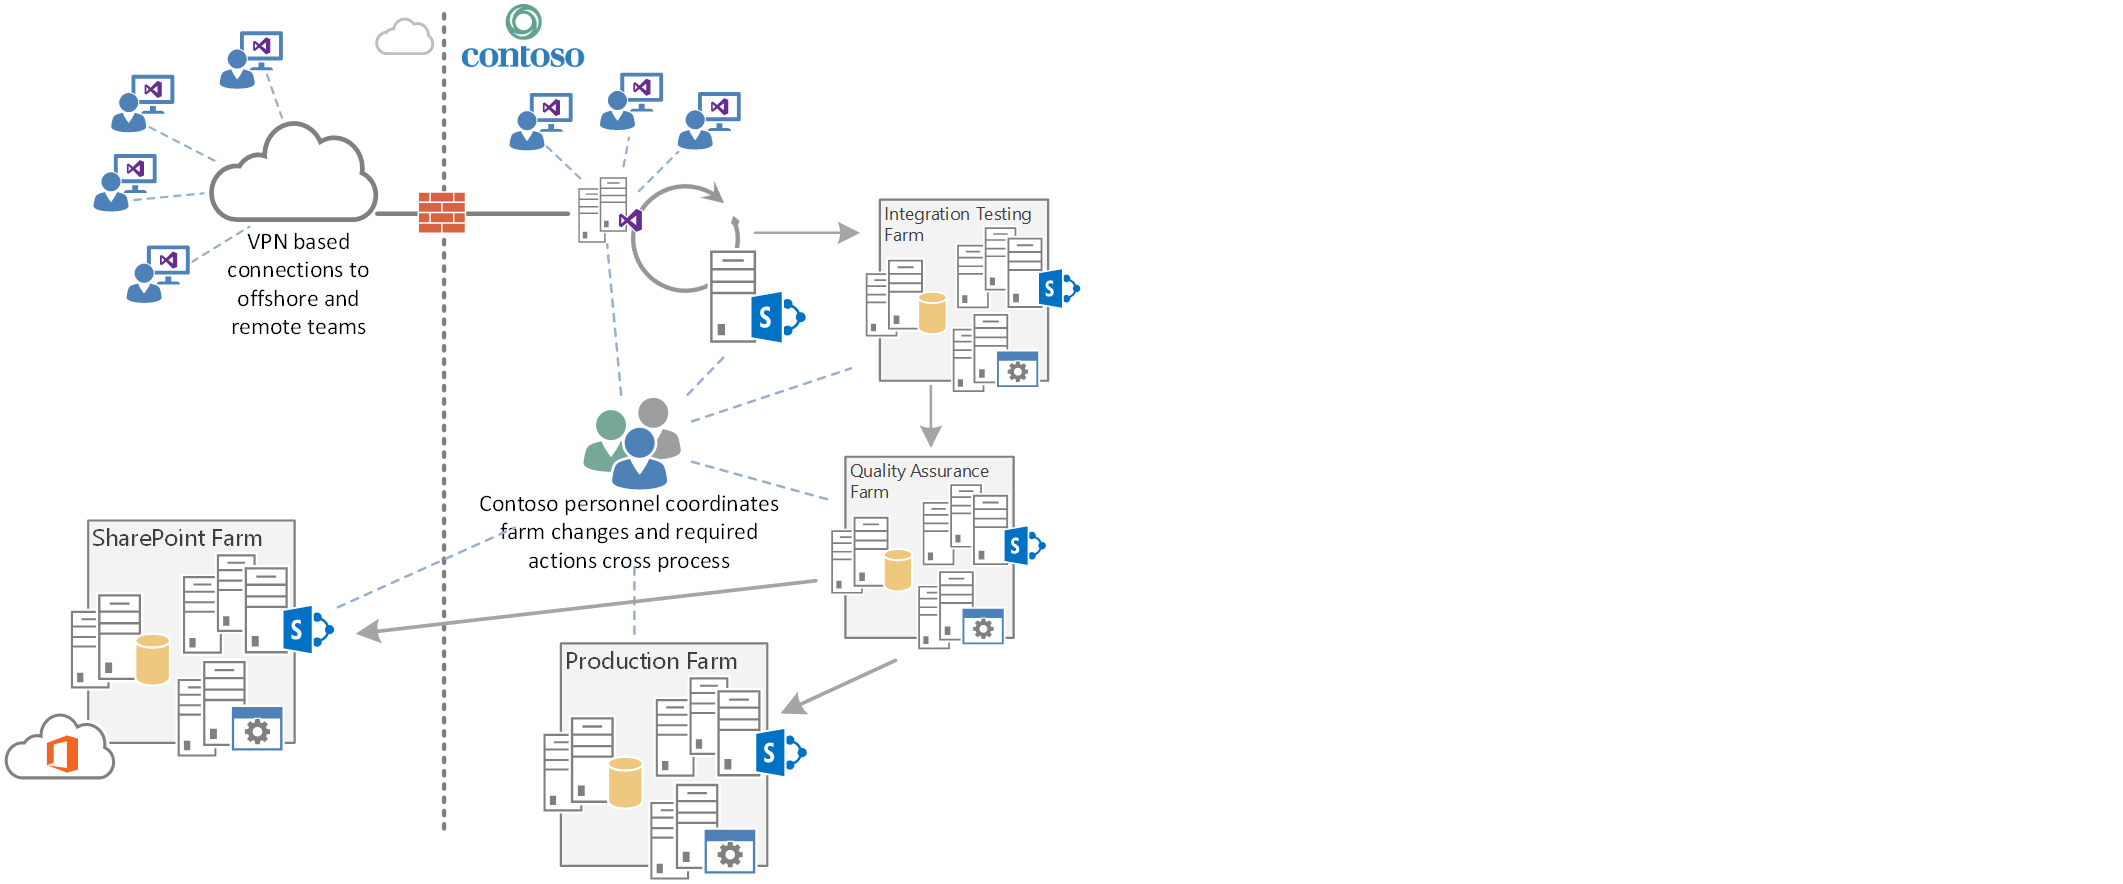 contoso
VPN based
connections to
offshore and
remote teams
Integration Testing
Farm
S
S
Quality Assurance
Farm
S
Contoso personnel coordinates
farm changes and required
actions cross process
SharePoint Farm
S
Production Farm
S